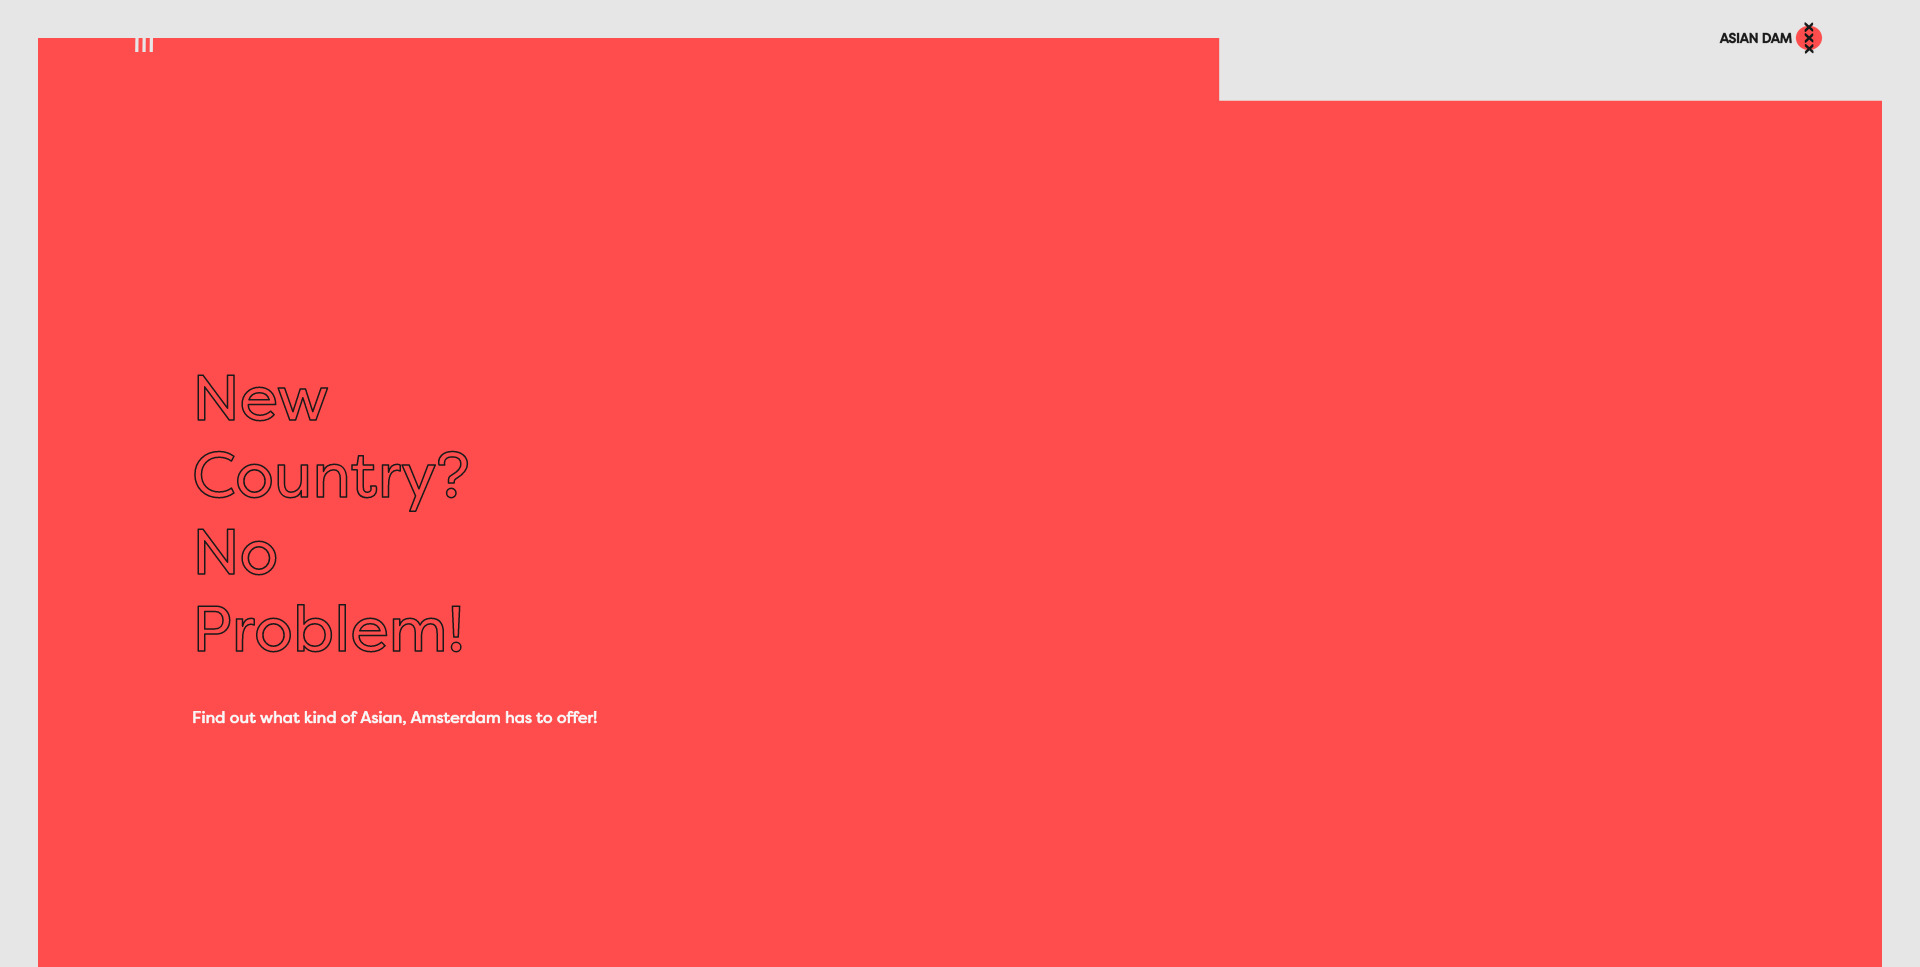 ASIAN DAM
New
Country?
No
Problem!
Find out what kind of Asian, Amsterdam has to offer!